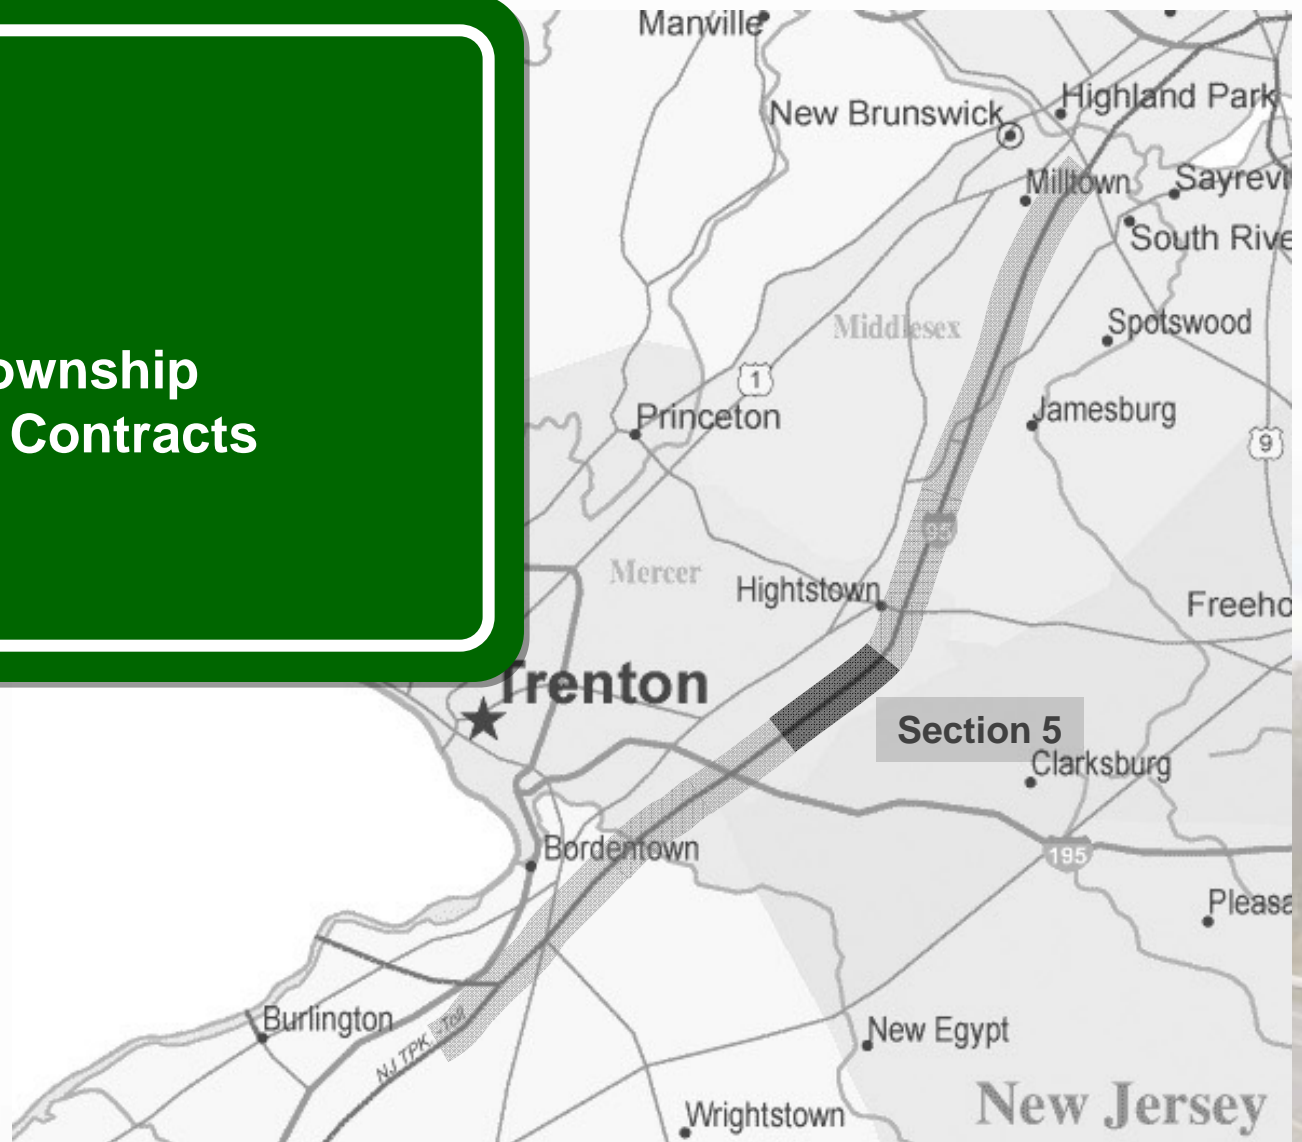 Manville
Highland Park
New Brunswick
Milltown
Sayrevi
South Rive
ownship
Contracts
Middlesex
Spotswood
1
Princeton
Jamesburg
9
95
Mercer
Hightstown
Freeho
Trenton
Section 5
Clarksburg
Bordentown
195
Pleasa
Burlington
NJ TPK - Toll
New Egypt
New Jersey
Wrightstown